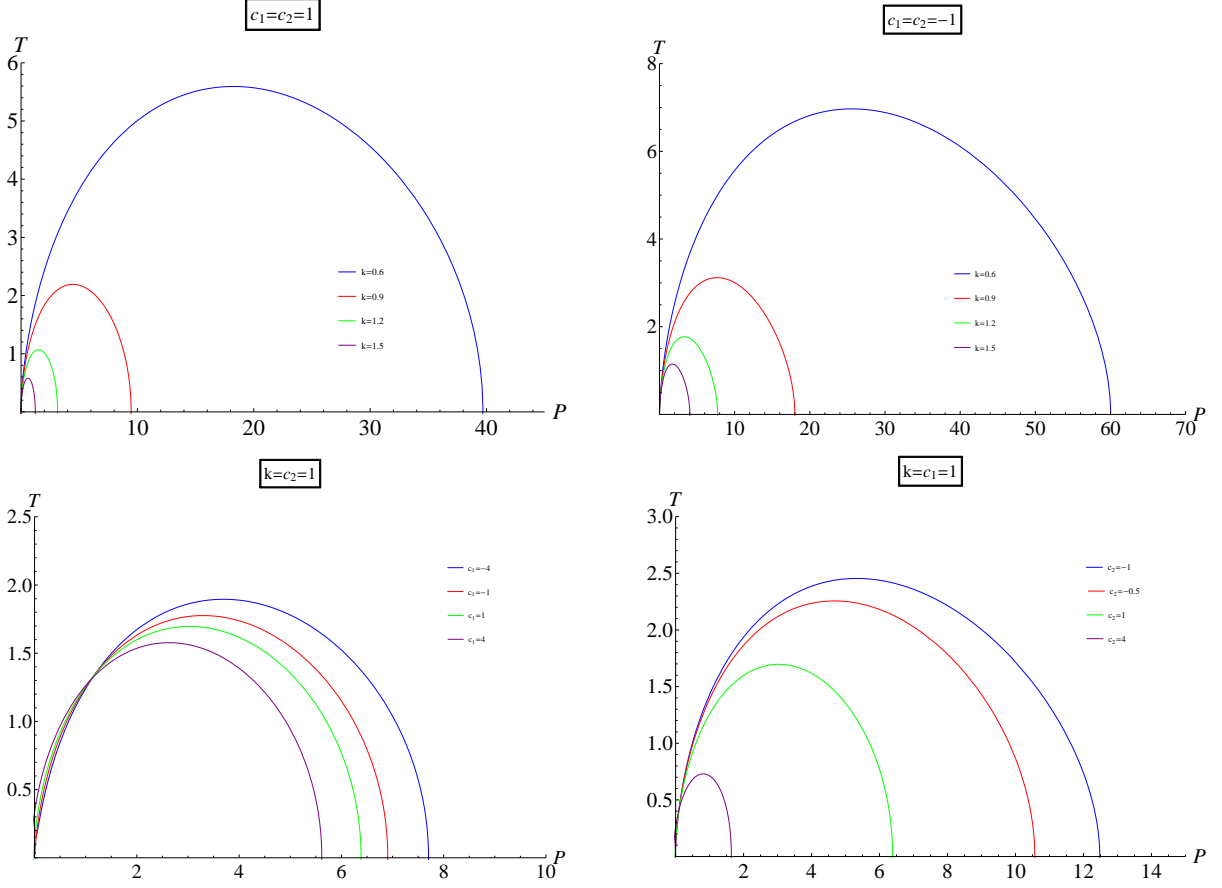 c₁=c₂=1
T
6
5
4
3
2
1
10
20
30
40
P
k=0.6
k=0.9
k=1.2
k=1.5
c₁=c₂=−1
T
8
6
4
2
10
20
30
40
50
60
70
P
k=0.6
k=0.9
k=1.2
k=1.5
k=c₂=1
T
2.5
2.0
1.5
1.0
0.5
2
4
6
8
10
P
c₁=−4
c₁=−1
c₁=1
c₁=4
k=c₁=1
T
3.0
2.5
2.0
1.5
1.0
0.5
0
2
4
6
8
10
12
14
P
c₂=−1
c₂=−0.5
c₂=1
c₂=4